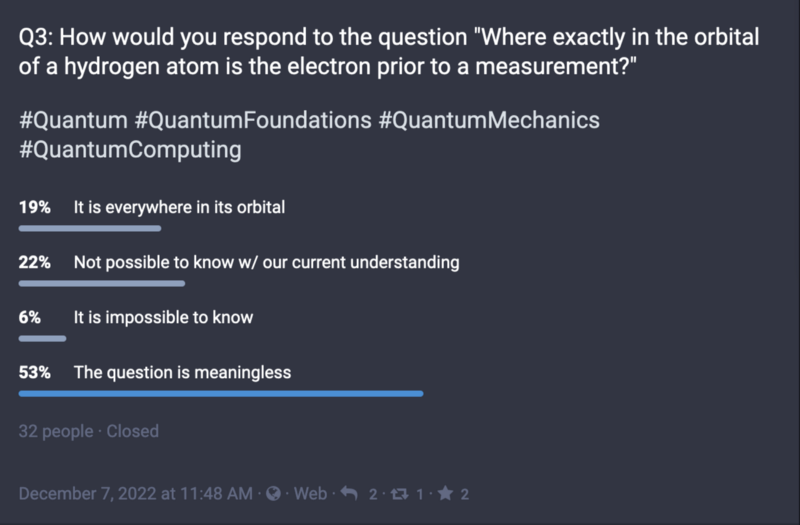 Q3: How would you respond to the question "Where exactly in the orbital
of a hydrogen atom is the electron prior to a measurement?"
#Quantum #QuantumFoundations #QuantumMechanics
#QuantumComputing
19% It is everywhere in its orbital
22% Not possible to know w/ our current understanding
6% It is impossible to know
53% The question is meaningless
32 people · Closed
December 7, 2022 at 11:48 AM · · Web · 2 · 1 · 2